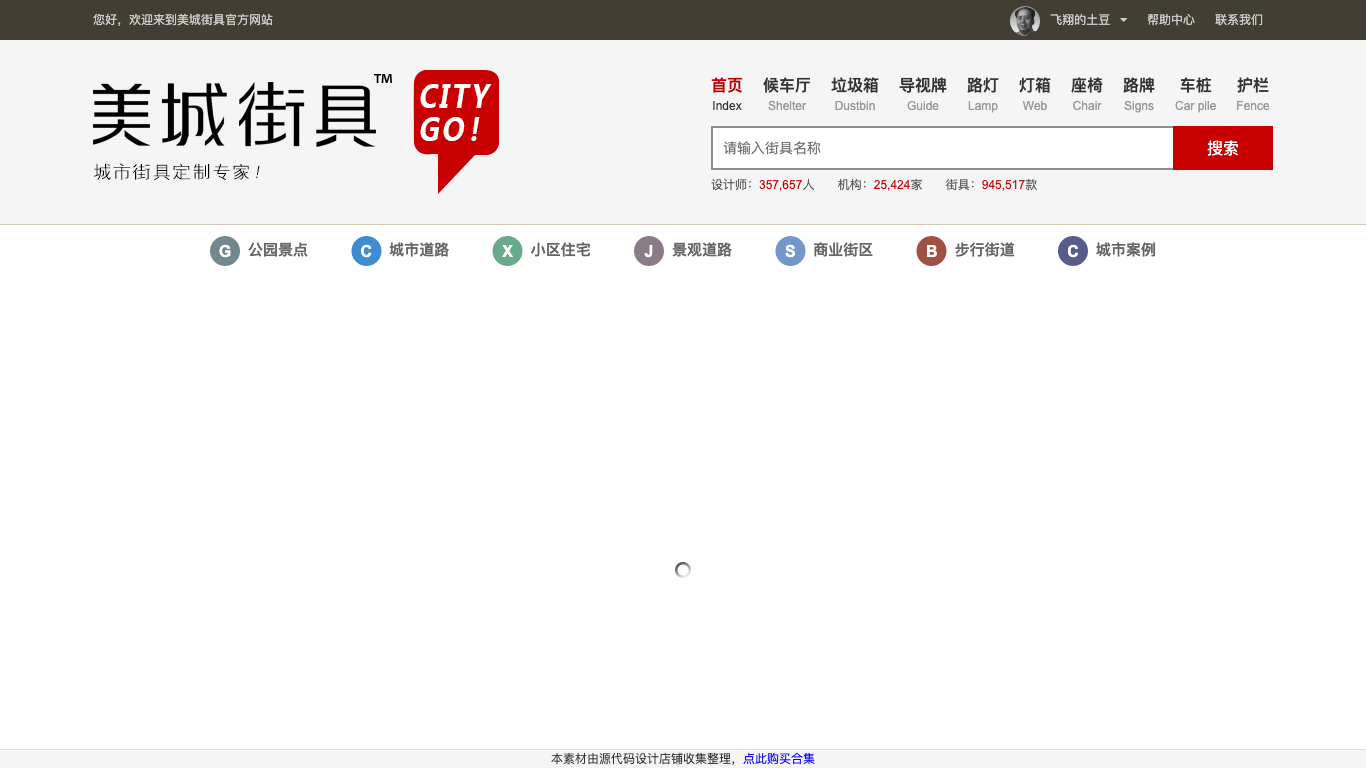 您好，欢迎来到美城街具官方网站
飞翔的土豆 帮助中心 联系我们
美城街具™
CITY GO!
城市街具定制专家！
首页 候车厅 垃圾箱 导视牌 路灯 灯箱 座椅 路牌 车桩 护栏
Index Shelter Dustbin Guide Lamp Web Chair Signs Car pile Fence
请输入街具名称 搜索
设计师：357,657人 机构：25,424家 街具：945,517款
G 公园景点 C 城市道路 X 小区住宅 J 景观道路 S 商业街区 B 步行街道 C 城市案例
本素材由源代码设计店铺收集整理，点此购买合集